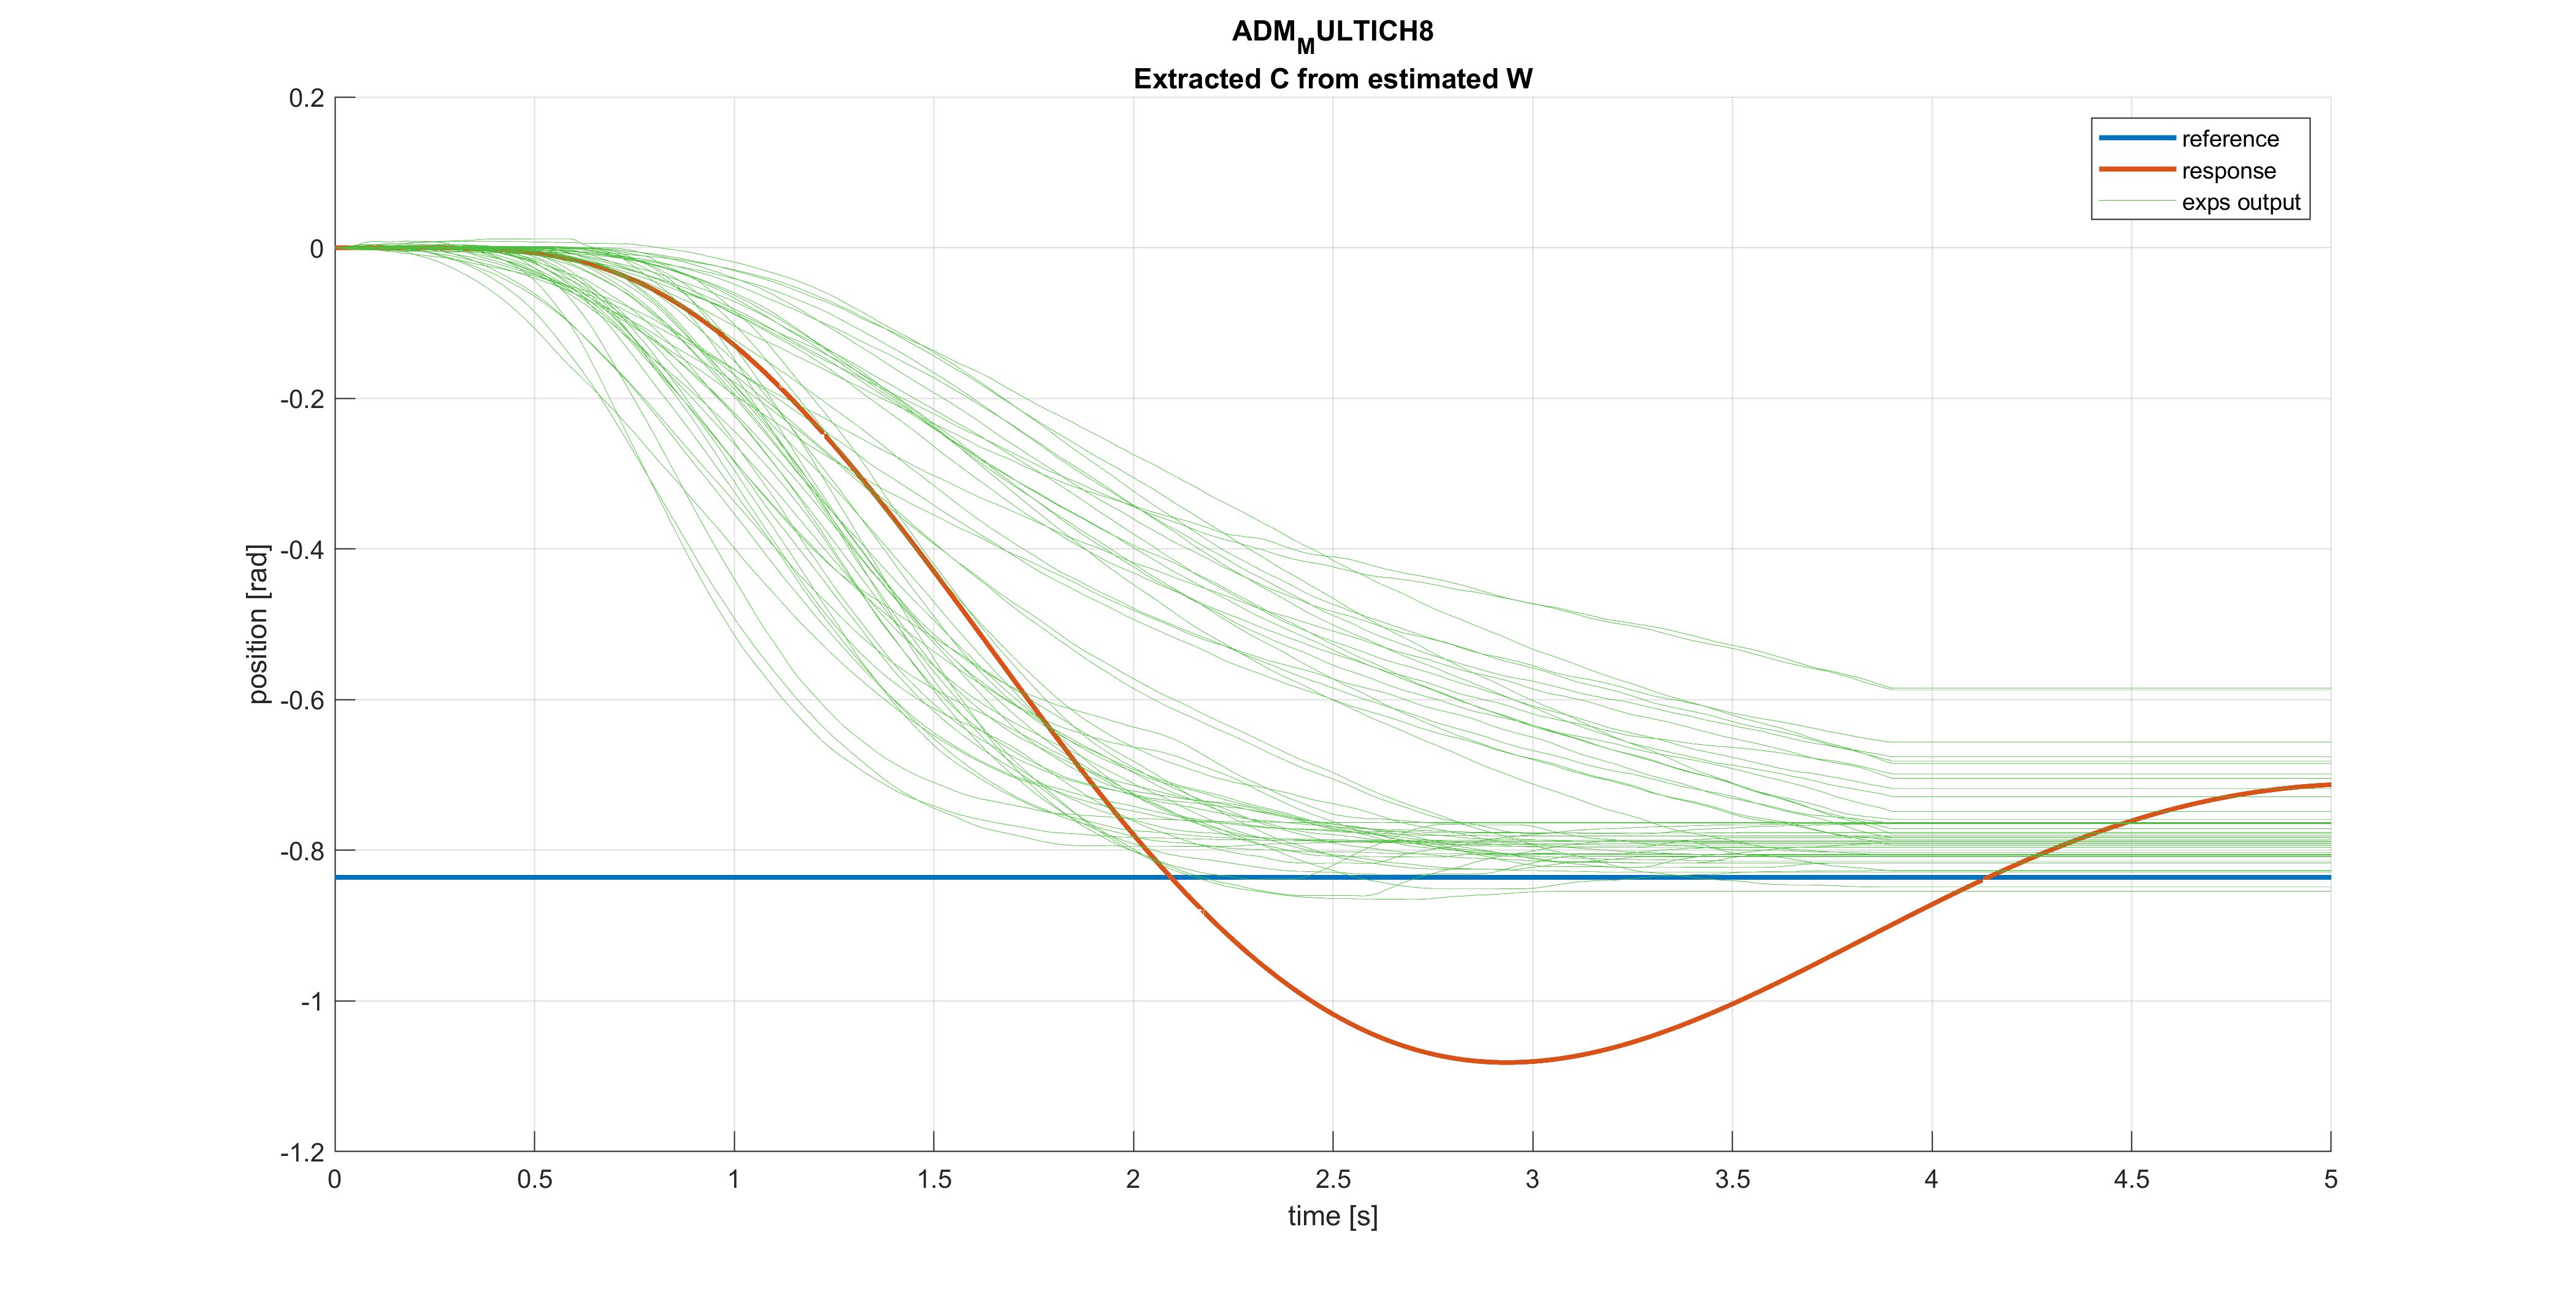 ADMMULTICH8
Extracted C from estimated W
reference
response
exps output
0.2
0
-0.2
-0.4
-0.6
-0.8
-1
-1.2
position [rad]
0 0.5 1 1.5 2 2.5 3 3.5 4 4.5 5
time [s]